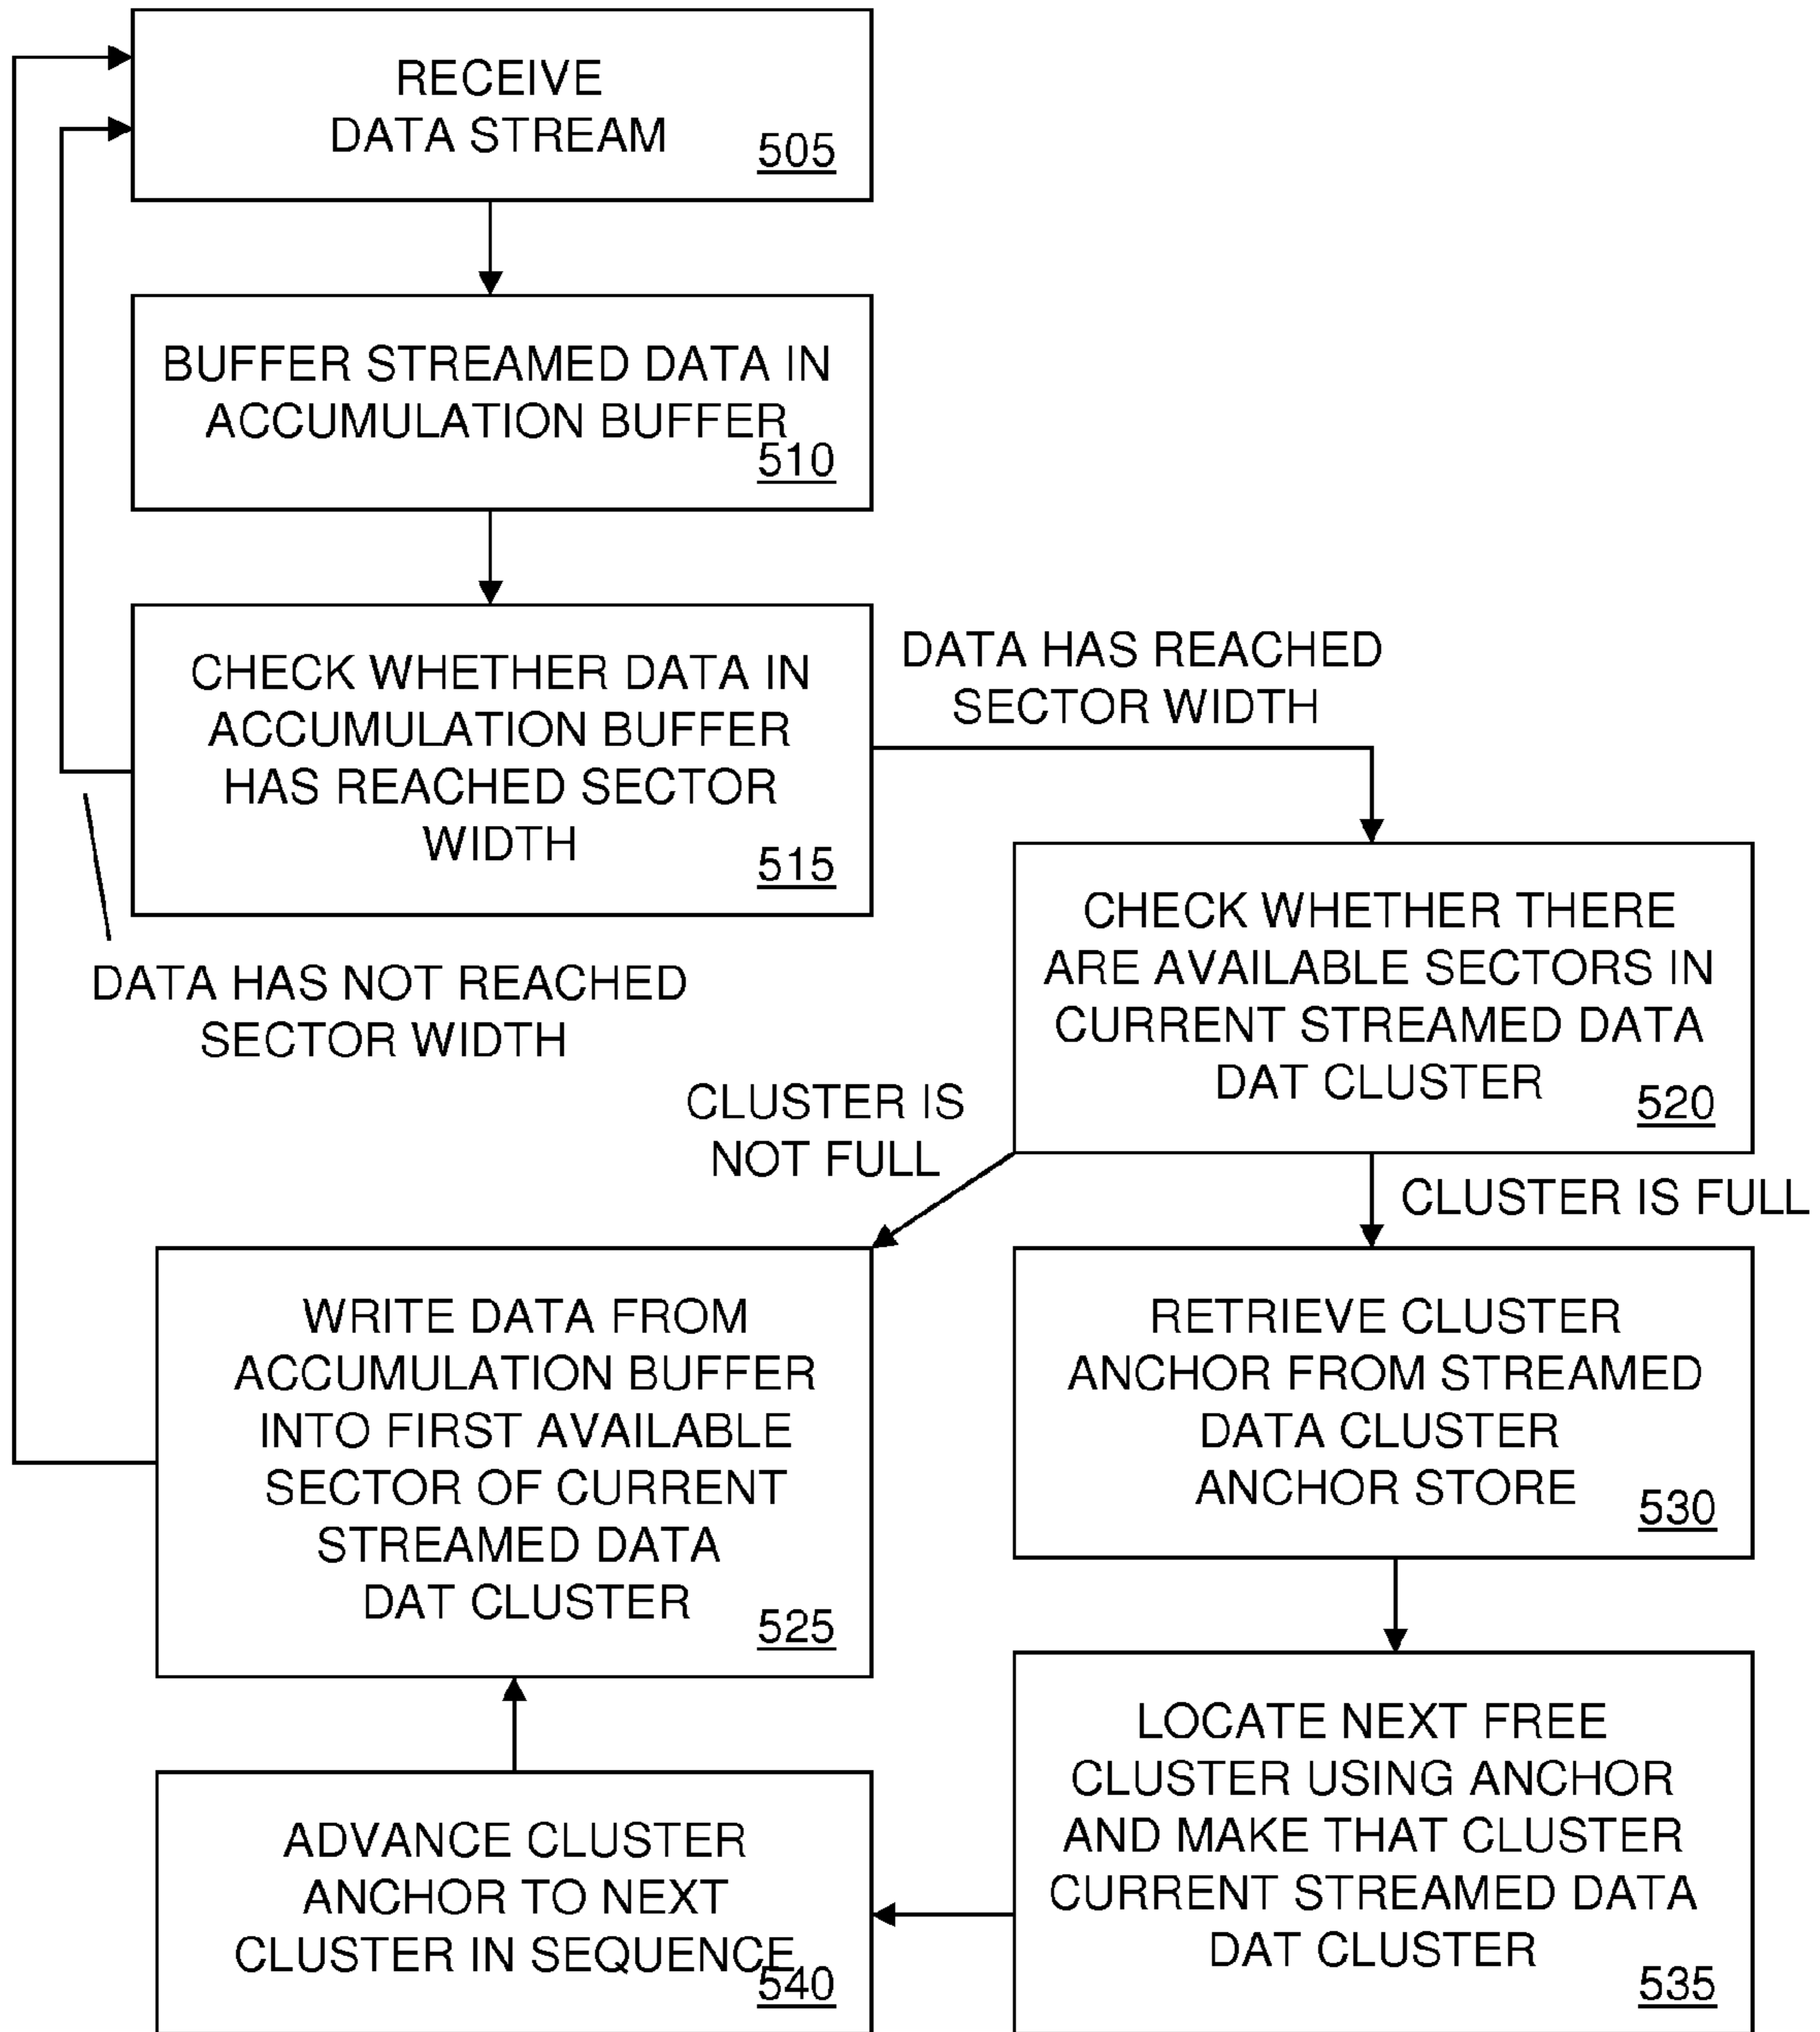 RECEIVE
DATA STREAM
505
BUFFER STREAMED DATA IN
ACCUMULATION BUFFER
510
CHECK WHETHER DATA IN
ACCUMULATION BUFFER
HAS REACHED SECTOR
WIDTH
515
DATA HAS REACHED
SECTOR WIDTH
DATA HAS NOT REACHED
SECTOR WIDTH
CHECK WHETHER THERE
ARE AVAILABLE SECTORS IN
CURRENT STREAMED DATA
DAT CLUSTER
520
CLUSTER IS
NOT FULL
CLUSTER IS FULL
WRITE DATA FROM
ACCUMULATION BUFFER
INTO FIRST AVAILABLE
SECTOR OF CURRENT
STREAMED DATA
DAT CLUSTER
525
RETRIEVE CLUSTER
ANCHOR FROM STREAMED
DATA CLUSTER
ANCHOR STORE
530
LOCATE NEXT FREE
CLUSTER USING ANCHOR
AND MAKE THAT CLUSTER
CURRENT STREAMED DATA
DAT CLUSTER
535
ADVANCE CLUSTER
ANCHOR TO NEXT
CLUSTER IN SEQUENCE
540